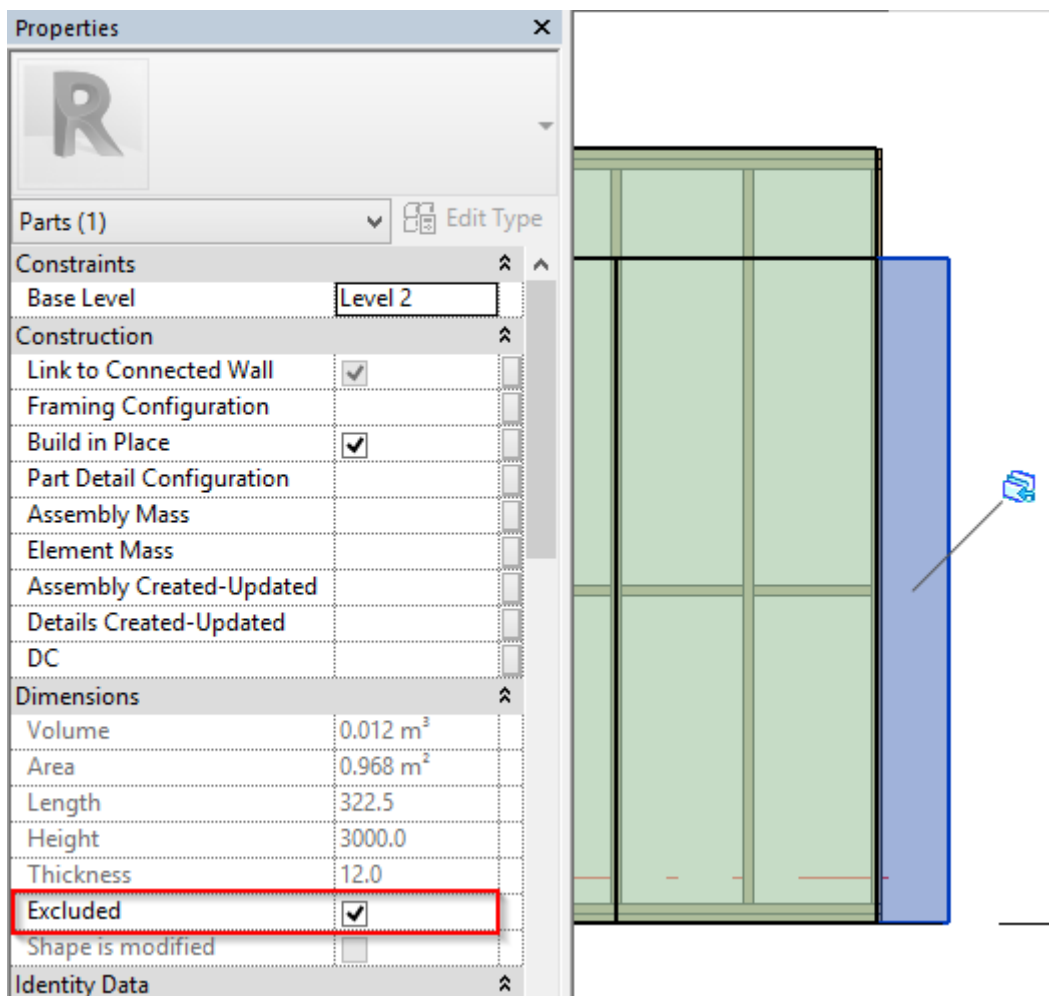 Properties
Parts (1)
Edit Type
Constraints
Base Level Level 2
Construction
Link to Connected Wall
Framing Configuration
Build in Place
Part Detail Configuration
Assembly Mass
Element Mass
Assembly Created-Updated
Details Created-Updated
DC
Dimensions
Volume 0.012 m³
Area 0.968 m²
Length 322.5
Height 3000.0
Thickness 12.0
Excluded
Shape is modified
Identity Data